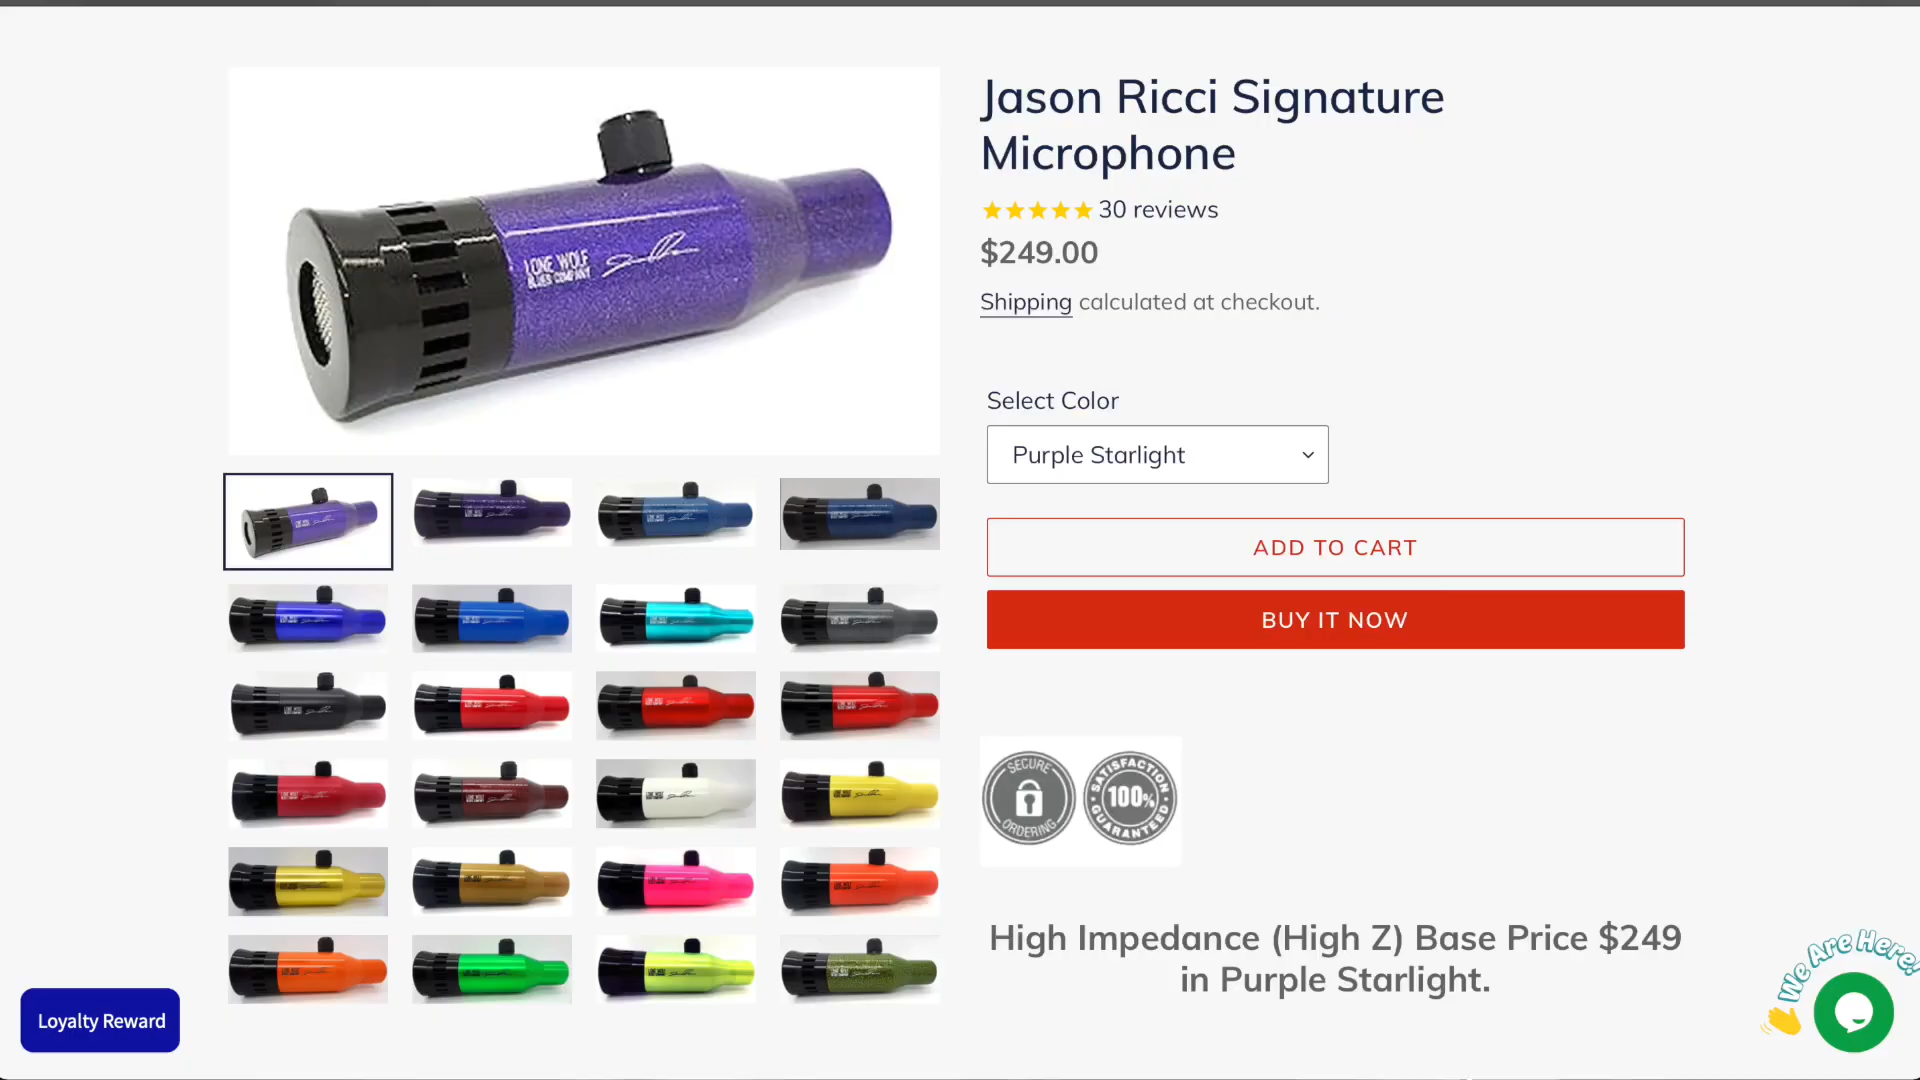 Jason Ricci Signature
Microphone
30 reviews
$249.00
Shipping calculated at checkout.
LONE WOLF
BLUES COMPANY
Select Color
Purple Starlight
ADD TO CART
BUY IT NOW
SECURE
ORDERING
SATISFACTION
100%
GUARANTEED
High Impedance (High Z) Base Price $249
in Purple Starlight.
We Are Here!
Loyalty Reward